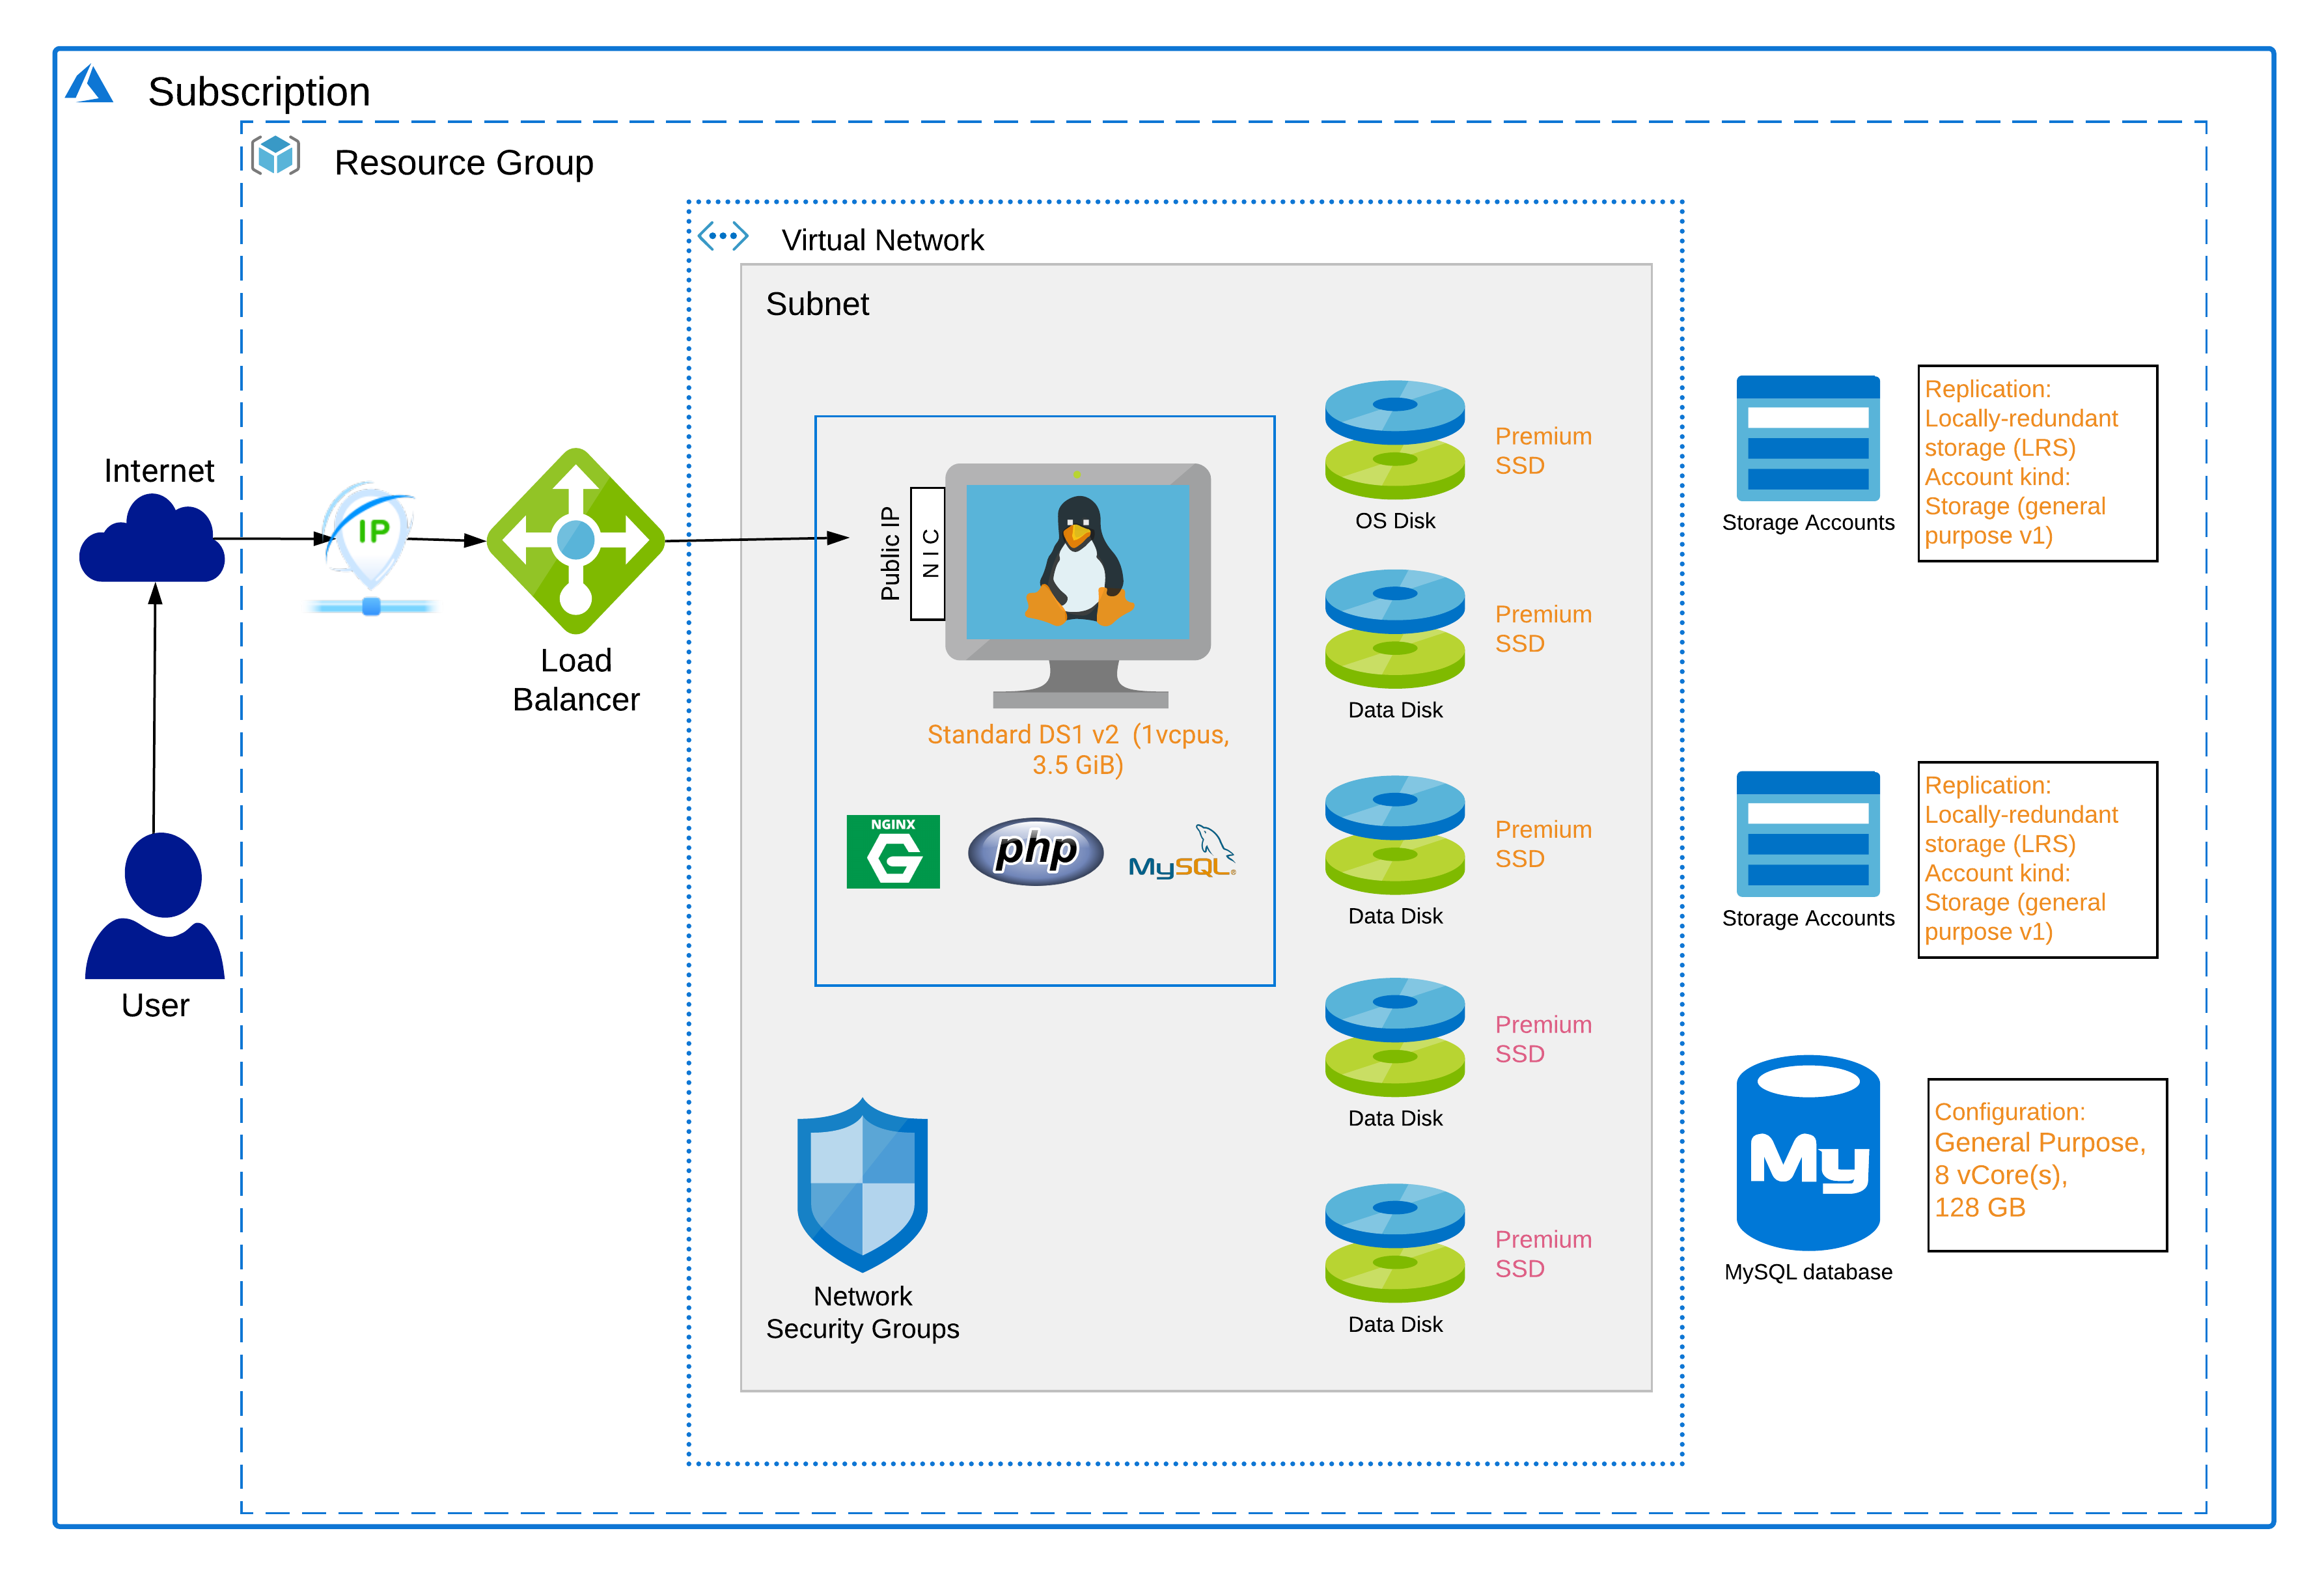 Subscription
Resource Group
Virtual Network
Subnet
Internet
IP
Load
Balancer
User
Public IP
NIC
Standard DS1 v2 (1vcpus,
3.5 GiB)
NGINX
G
php
MySQL
Network
Security Groups
Premium
SSD
OS Disk
Premium
SSD
Data Disk
Premium
SSD
Data Disk
Premium
SSD
Data Disk
Premium
SSD
Data Disk
Storage Accounts
Replication:
Locally-redundant
storage (LRS)
Account kind:
Storage (general
purpose v1)
Storage Accounts
Replication:
Locally-redundant
storage (LRS)
Account kind:
Storage (general
purpose v1)
My
MySQL database
Configuration:
General Purpose,
8 vCore(s),
128 GB